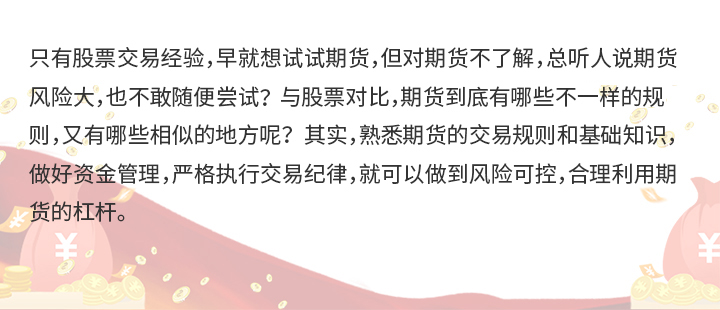 只有股票交易经验，早就想试试期货，但对期货不了解，总听人说期货
风险大，也不敢随便尝试？与股票对比，期货到底有哪些不一样的规
则，又有哪些相似的地方呢？其实，熟悉期货的交易规则和基础知识，
做好资金管理，严格执行交易纪律，就可以做到风险可控，合理利用期
货的杠杆。
¥
¥